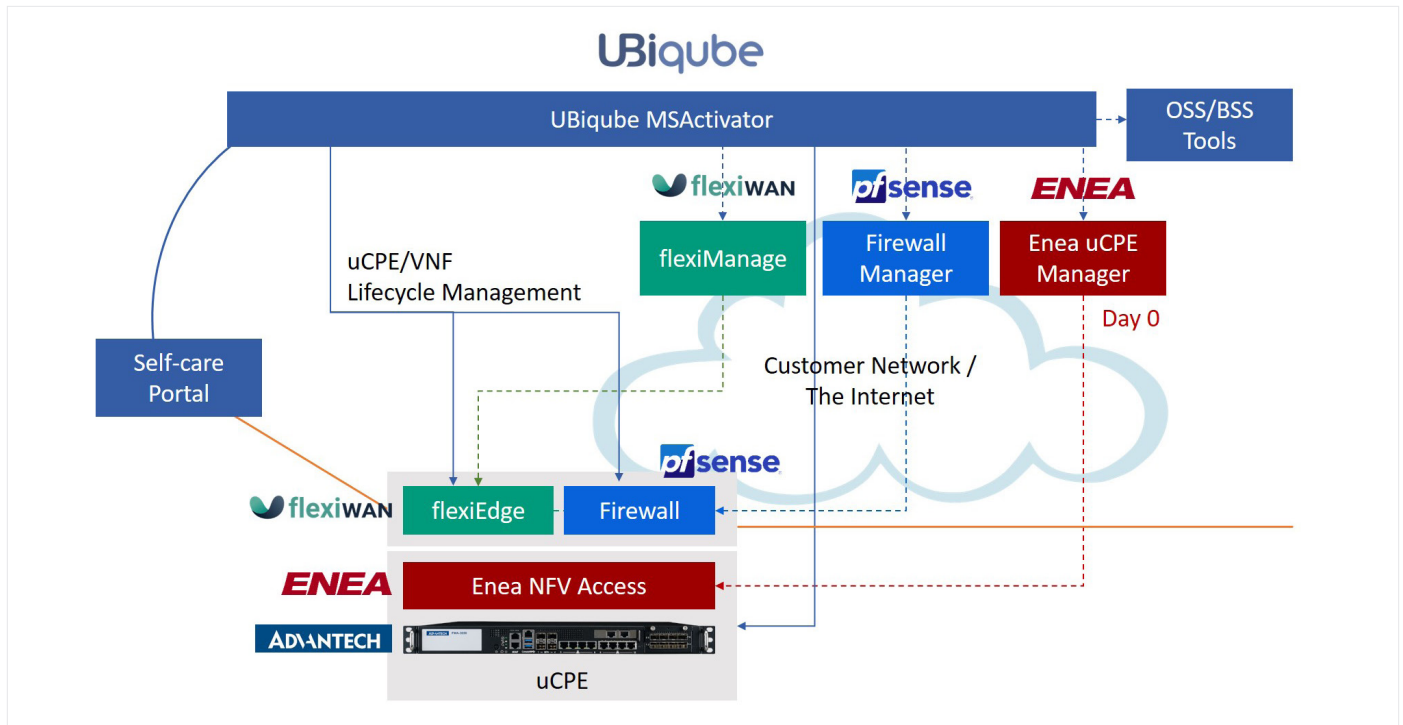 UBiqube
UBiqube MSActivator
OSS/BSS
Tools
flexiWAN
pfsense
ENEA
flexiManage
Firewall
Manager
Enea uCPE
Manager
uCPE/VNF
Lifecycle Management
Day 0
Self-care
Portal
Customer Network /
The Internet
pfsense
flexiWAN
flexiEdge
Firewall
ENEA
Enea NFV Access
ADVANTECH
uCPE